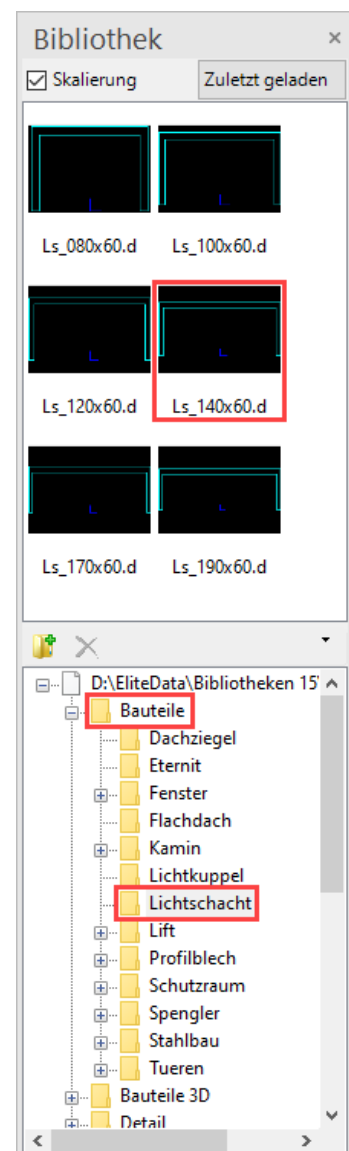 Bibliothek
Skalierung Zuletzt geladen
Ls_080x60.d Ls_100x60.d
Ls_120x60.d Ls_140x60.d
Ls_170x60.d Ls_190x60.d
D:\EliteData\Bibliotheken 15\
Bauteile
Dachziegel
Eternit
Fenster
Flachdach
Kamin
Lichtkuppel
Lichtschacht
Lift
Profilblech
Schutzraum
Spengler
Stahlbau
Tueren
Bauteile 3D
Detail